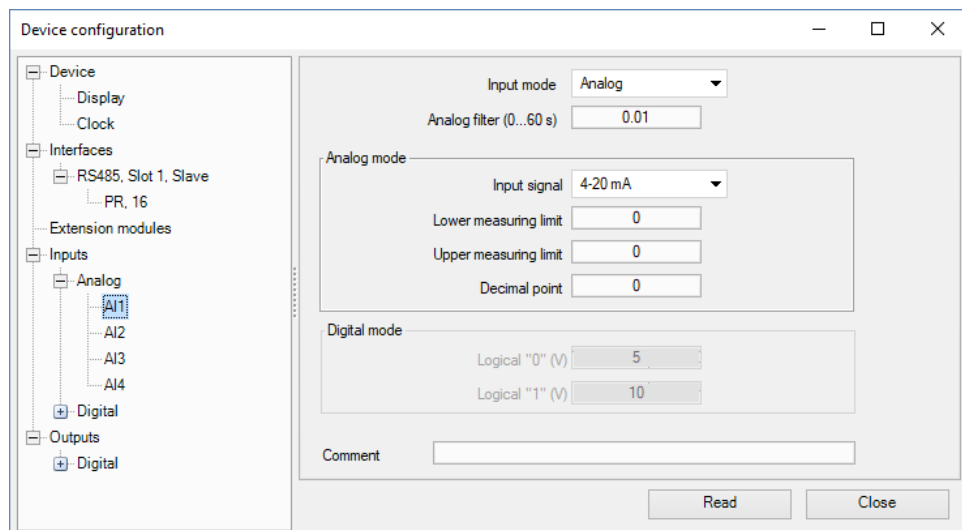 Device configuration
Device
Display
Clock
Interfaces
RS485, Slot 1, Slave
PR, 16
Extension modules
Inputs
Analog
AI1
AI2
AI3
AI4
Digital
Outputs
Digital
Input mode Analog
Analog filter (0...60 s) 0.01
Analog mode
Input signal 4-20 mA
Lower measuring limit 0
Upper measuring limit 0
Decimal point 0
Digital mode
Logical "0" (V) 5
Logical "1" (V) 10
Comment
Read Close